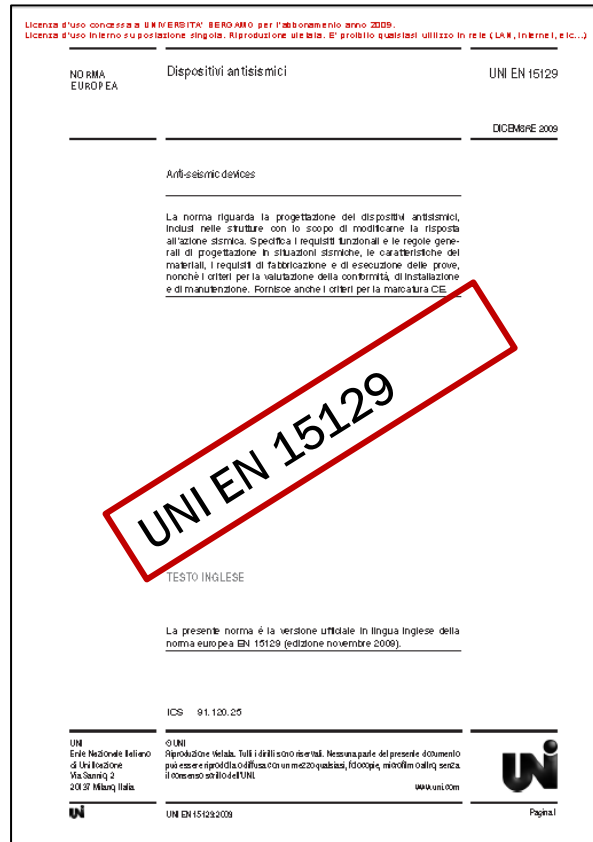 Licenza d'uso concessa a UNIVERSITA' BERGAMO per l'abbonamento anno 2009.
Licenza d'uso interno su postazione singola. Riproduzione vietata. E' proibito qualsiasi utilizzo in rete (LAN, internet, etc...)
NORMA
EUROPEA
Dispositivi antisismici
UNI EN 15129
DICEMBRE 2009
Anti-seismic devices
La norma riguarda la progettazione dei dispositivi antisismici,
inclusi nelle strutture con lo scopo di modificarne la risposta
all'azione sismica. Specifica i requisiti funzionali e le regole gene-
rali di progettazione in situazioni sismiche, le caratteristiche dei
materiali, i requisiti di fabbricazione e di esecuzione delle prove,
nonché i criteri per la valutazione della conformità, di installazione
e di manutenzione. Fornisce anche i criteri per la marcatura CE.
UNI EN 15129
TESTO INGLESE
La presente norma é la versione ufficiale in lingua inglese della
norma europea EN 15129 (edizione novembre 2009).
ICS 91.120.25
UNI
Ente Nazionale Italiano
di Unificazione
Via Sannio, 2
20137 Milano, Italia
© UNI
Riproduzione vietata. Tutti i diritti sono riservati. Nessuna parte del presente documento
può essere riprodotta o diffusa con un mezzo qualsiasi, fotocopie, microfilm o altro, senza
il consenso scritto dell'UNI.
www.uni.com
UNI
UNI
UNI EN 15129:2009
Pagina I